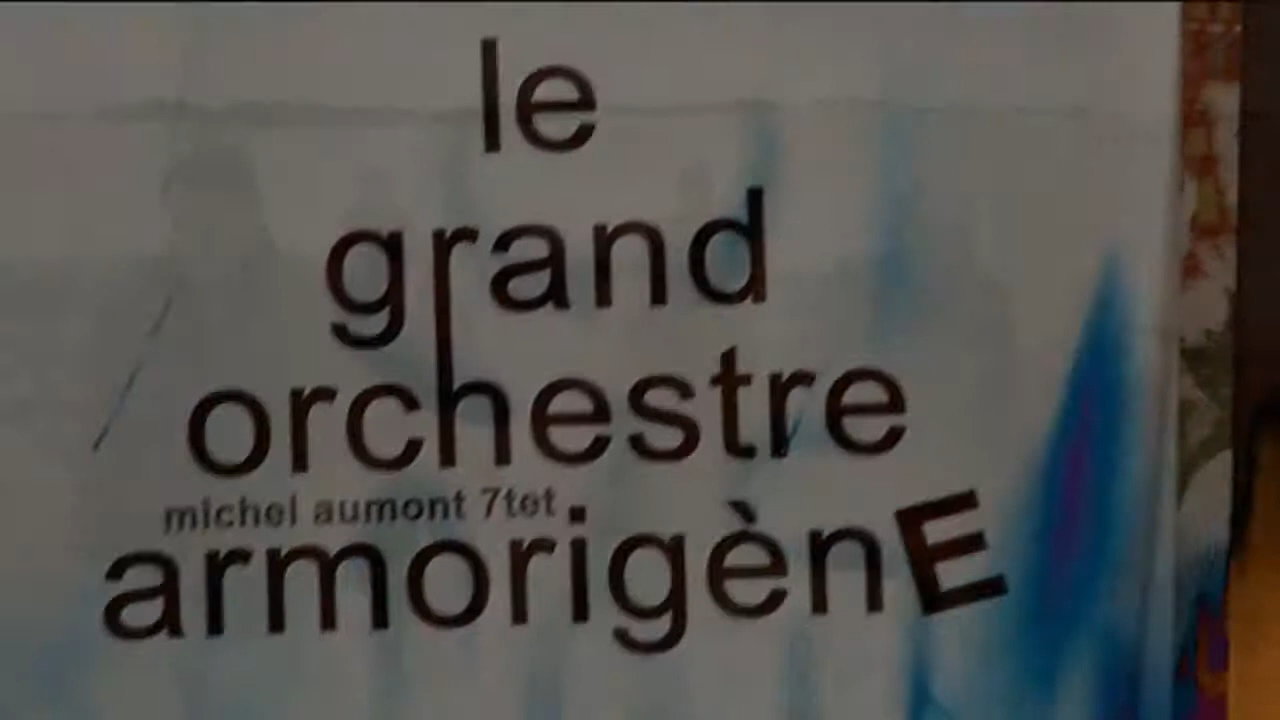 le
grand
orchestre
michel aumont 7tet
armorigènE